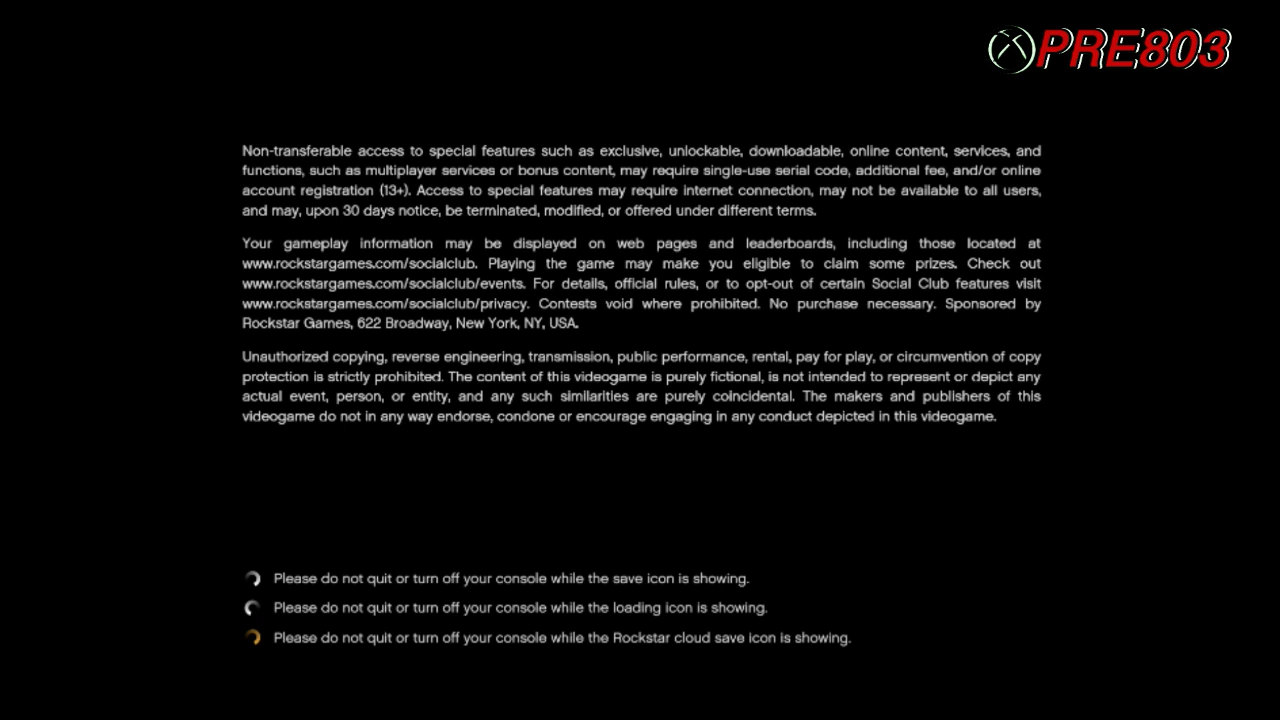 PRE803
Non-transferable access to special features such as exclusive, unlockable, downloadable, online content, services, and
functions, such as multiplayer services or bonus content, may require single-use serial code, additional fee, and/or online
account registration (13+). Access to special features may require internet connection, may not be available to all users,
and may, upon 30 days notice, be terminated, modified, or offered under different terms.
Your gameplay information may be displayed on web pages and leaderboards, including those located at
www.rockstargames.com/socialclub. Playing the game may make you eligible to claim some prizes. Check out
www.rockstargames.com/socialclub/events. For details, official rules, or to opt-out of certain Social Club features visit
www.rockstargames.com/socialclub/privacy. Contests void where prohibited. No purchase necessary. Sponsored by
Rockstar Games, 622 Broadway, New York, NY, USA.
Unauthorized copying, reverse engineering, transmission, public performance, rental, pay for play, or circumvention of copy
protection is strictly prohibited. The content of this videogame is purely fictional, is not intended to represent or depict any
actual event, person, or entity, and any such similarities are purely coincidental. The makers and publishers of this
videogame do not in any way endorse, condone or encourage engaging in any conduct depicted in this videogame.
Please do not quit or turn off your console while the save icon is showing.
Please do not quit or turn off your console while the loading icon is showing.
Please do not quit or turn off your console while the Rockstar cloud save icon is showing.